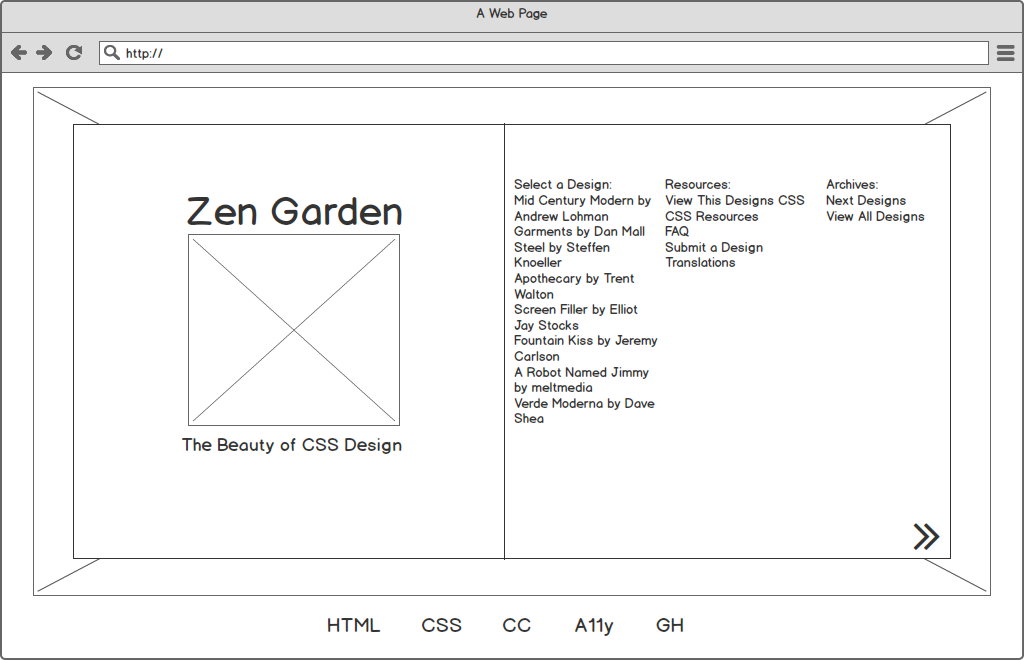 A Web Page
http://
Zen Garden
The Beauty of CSS Design
Select a Design:
Mid Century Modern by
Andrew Lohman
Garments by Dan Mall
Steel by Steffen
Knoeller
Apothecary by Trent
Walton
Screen Filler by Elliot
Jay Stocks
Fountain Kiss by Jeremy
Carlson
A Robot Named Jimmy
by meltmedia
Verde Moderna by Dave
Shea
Resources:
View This Designs CSS
CSS Resources
FAQ
Submit a Design
Translations
Archives:
Next Designs
View All Designs
HTML CSS CC A11y GH